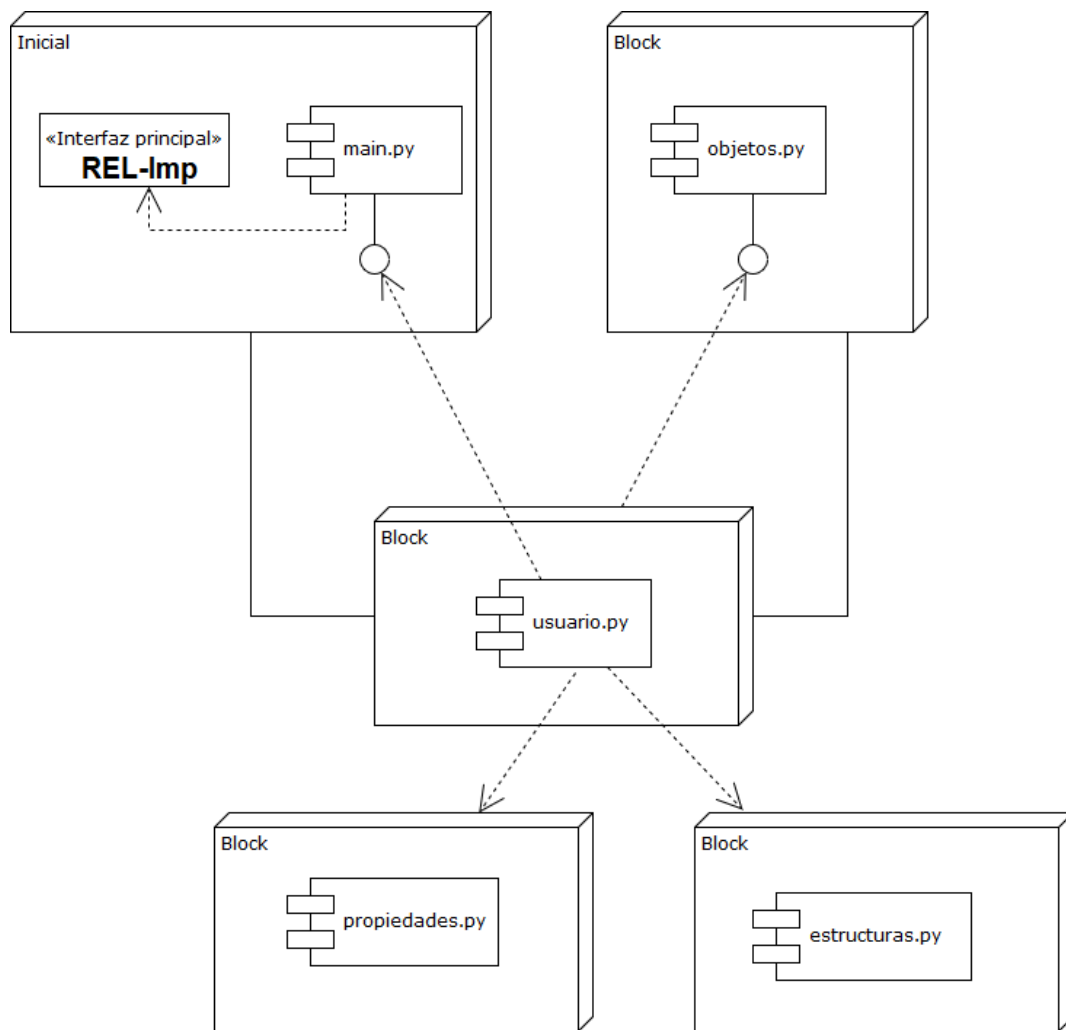 Inicial
«Interfaz principal»
REL-Imp
main.py
Block
objetos.py
Block
usuario.py
Block
propiedades.py
Block
estructuras.py